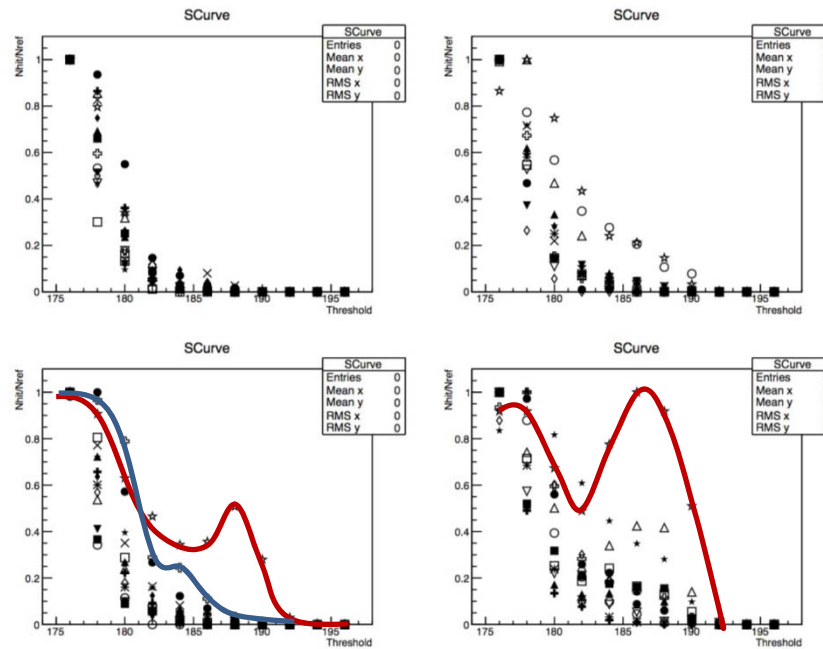 SCurve
SCurve
Entries 0
Mean x 0
Mean y 0
RMS x 0
RMS y 0
Nhit/Nref
1
0.8
0.6
0.4
0.2
0
175 180 185 190 195
Threshold
SCurve
SCurve
Entries 0
Mean x 0
Mean y 0
RMS x 0
RMS y 0
Nhit/Nref
1
0.8
0.6
0.4
0.2
0
175 180 185 190 195
Threshold
SCurve
SCurve
Entries 0
Mean x 0
Mean y 0
RMS x 0
RMS y 0
Nhit/Nref
1
0.8
0.6
0.4
0.2
0
175 180 185 190 195
Threshold
SCurve
SCurve
Entries
Mean x
Mean y
RMS x
RMS y
Nhit/Nref
1
0.8
0.6
0.4
0.2
0
175 180 185 190 195
Threshold